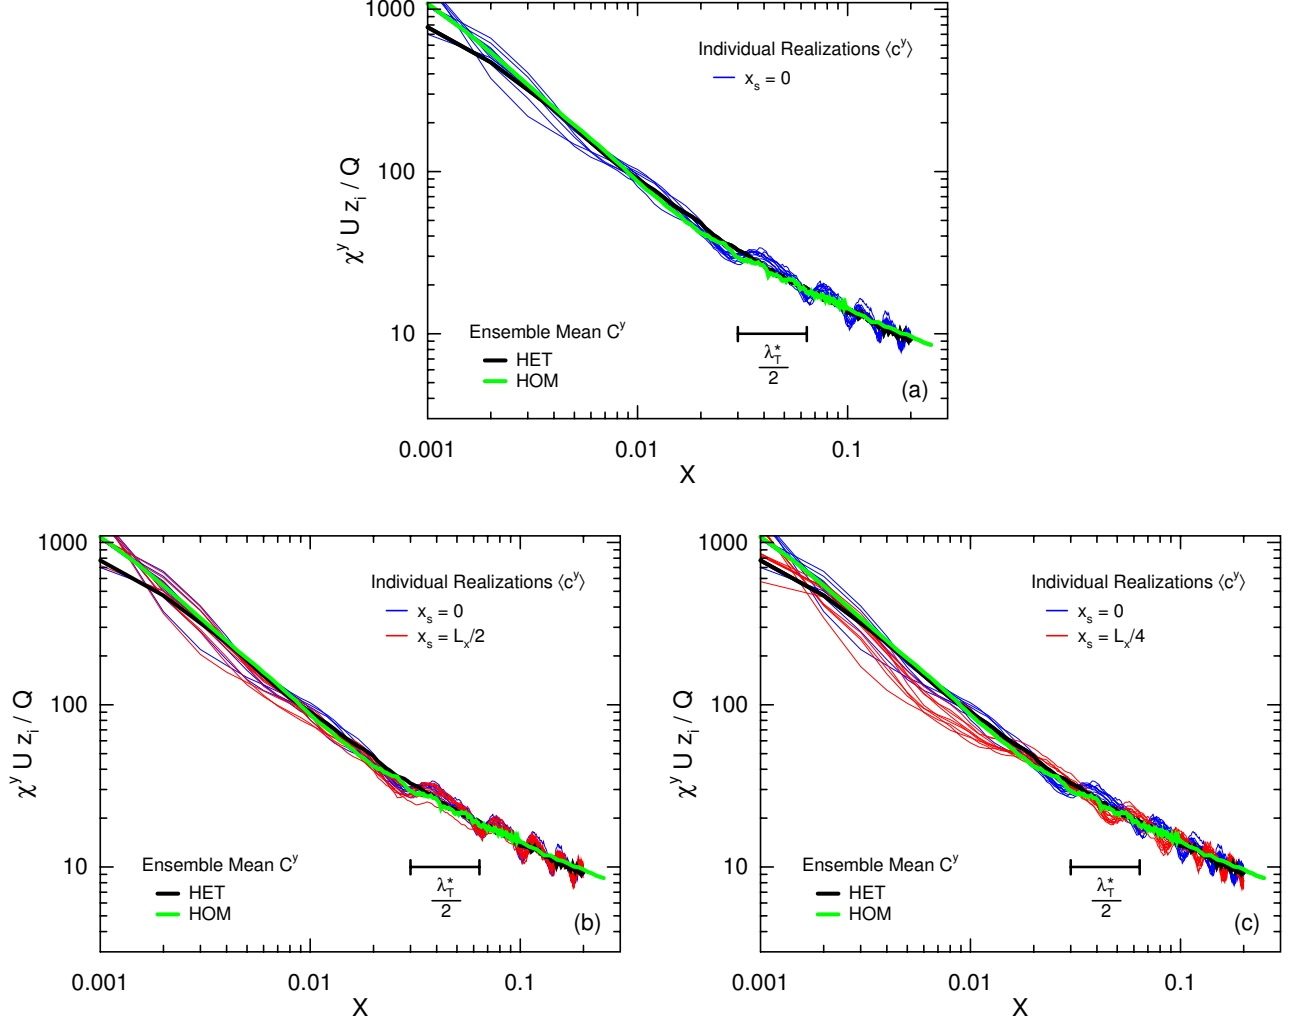 1000
100
10
χ^y U z_i / Q
Individual Realizations ⟨c^y⟩
x_s = 0
Ensemble Mean C^y
HET
HOM
λ_T^*
2
(a)
0.001 0.01 0.1
X
1000
100
10
χ^y U z_i / Q
Individual Realizations ⟨c^y⟩
x_s = 0
x_s = L_x/2
Ensemble Mean C^y
HET
HOM
λ_T^*
2
(b)
0.001 0.01 0.1
X
1000
100
10
χ^y U z_i / Q
Individual Realizations ⟨c^y⟩
x_s = 0
x_s = L_x/4
Ensemble Mean C^y
HET
HOM
λ_T^*
2
(c)
0.001 0.01 0.1
X